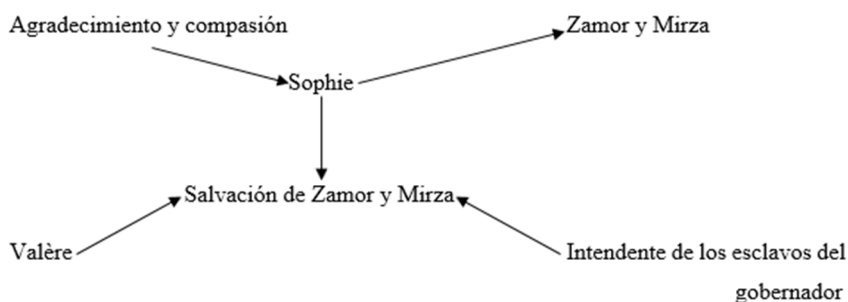 Agradecimiento y compasión
Zamor y Mirza
Sophie
Salvación de Zamor y Mirza
Valère
Intendente de los esclavos del
gobernador